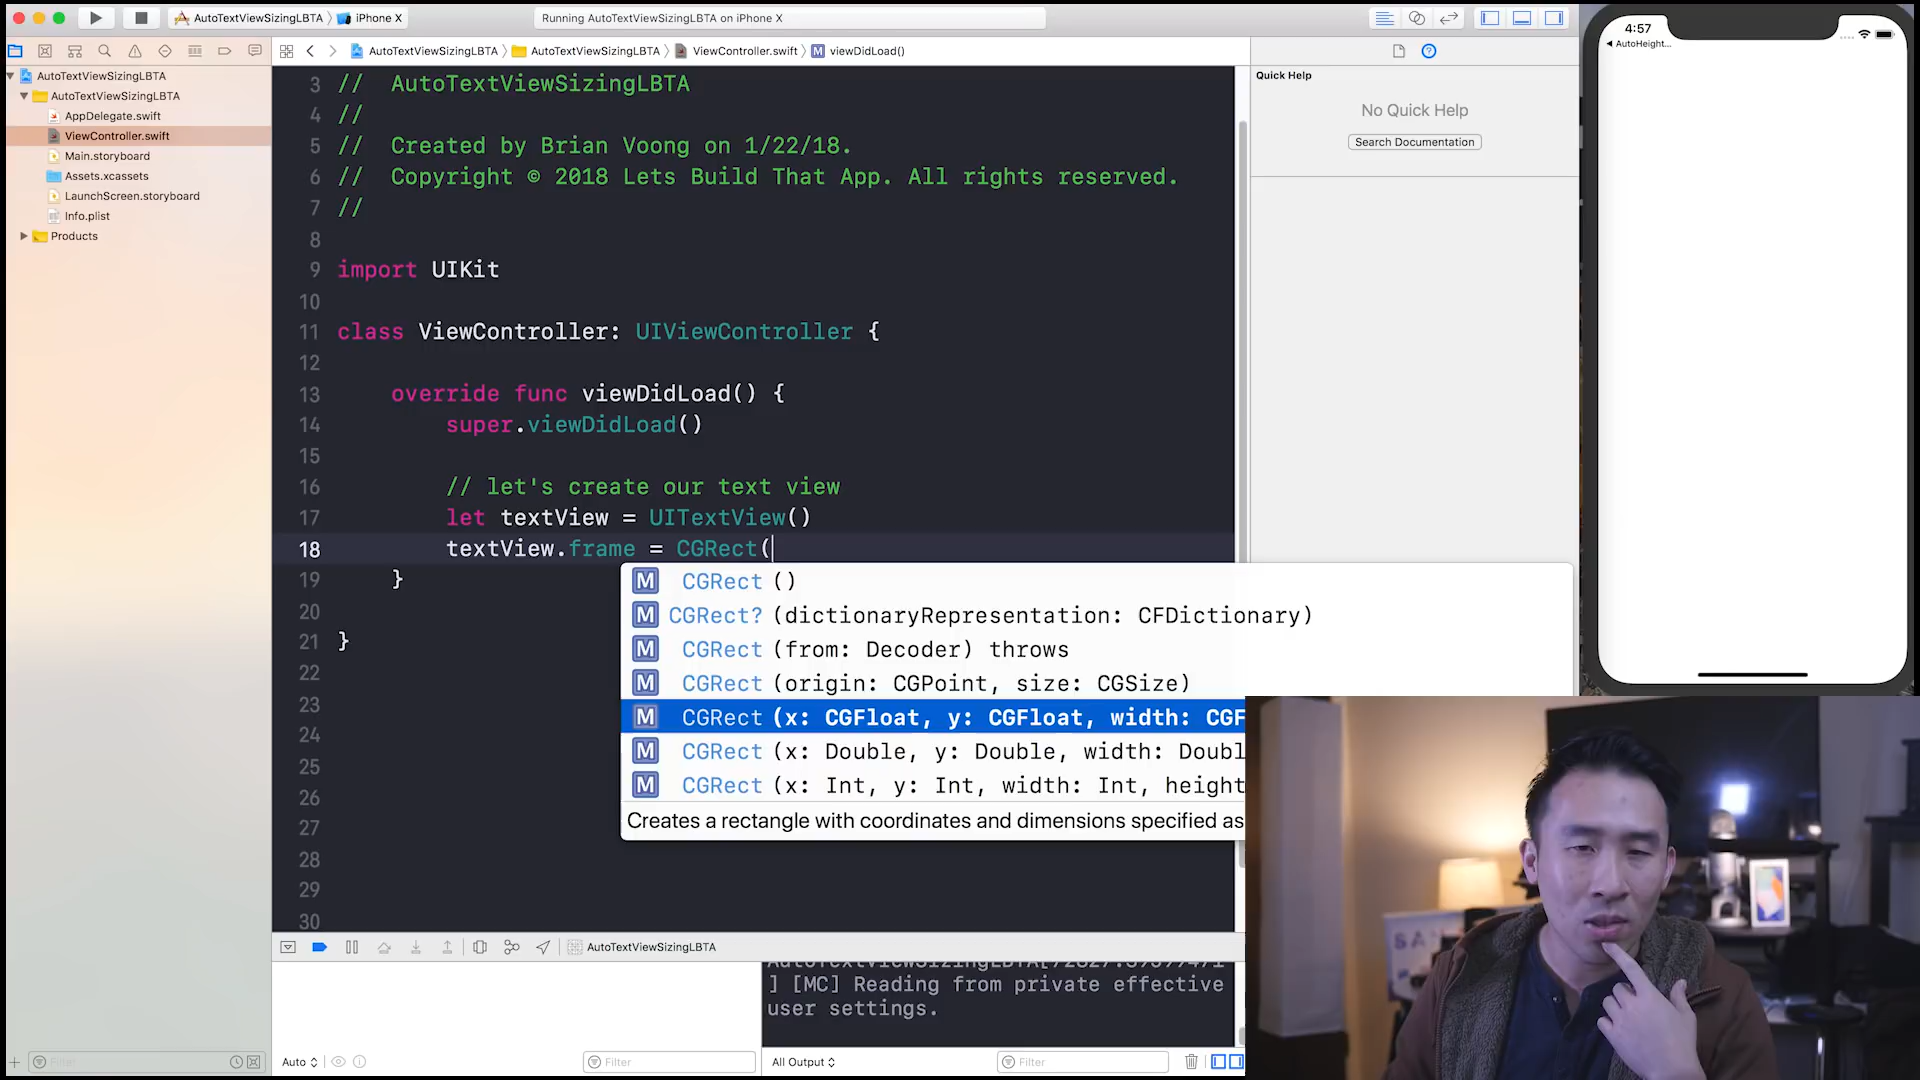 AutoTextViewSizingLBTA
iPhone X
Running AutoTextViewSizingLBTA on iPhone X
AutoTextViewSizingLBTA
AutoTextViewSizingLBTA
ViewController.swift
viewDidLoad()
AutoTextViewSizingLBTA
AutoTextViewSizingLBTA
AppDelegate.swift
ViewController.swift
Main.storyboard
Assets.xcassets
LaunchScreen.storyboard
Info.plist
Products
Filter
3 // AutoTextViewSizingLBTA
4 //
5 // Created by Brian Voong on 1/22/18.
6 // Copyright © 2018 Lets Build That App. All rights reserved.
7 //
8
9 import UIKit
10
11 class ViewController: UIViewController {
12
13 override func viewDidLoad() {
14 super.viewDidLoad()
15
16 // let's create our text view
17 let textView = UITextView()
18 textView.frame = CGRect(
19 }
20
21 }
22
23
24
25
26
27
28
29
30
M CGRect ()
M CGRect? (dictionaryRepresentation: CFDictionary)
M CGRect (from: Decoder) throws
M CGRect (origin: CGPoint, size: CGSize)
M CGRect (x: CGFloat, y: CGFloat, width: CGF
M CGRect (x: Double, y: Double, width: Doubl
M CGRect (x: Int, y: Int, width: Int, height
Creates a rectangle with coordinates and dimensions specified as
AutoTextViewSizingLBTA
] [MC] Reading from private effective
user settings.
Auto
Filter
All Output
Filter
Quick Help
No Quick Help
Search Documentation
4:57
AutoHeight...